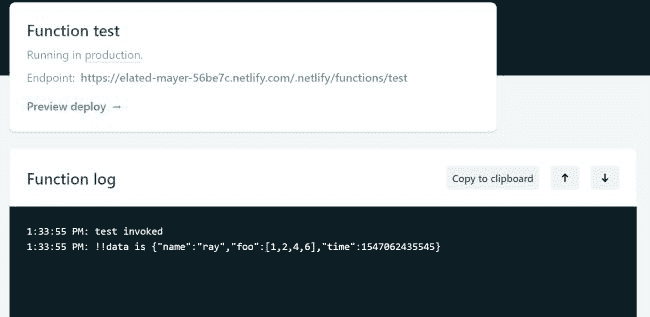 Function test
Running in production.
Endpoint: https://elated-mayer-56be7c.netlify.com/.netlify/functions/test
Preview deploy →
Function log
Copy to clipboard ↑ ↓
1:33:55 PM: test invoked
1:33:55 PM: !!data is {"name":"ray","foo":[1,2,4,6],"time":1547062435545}